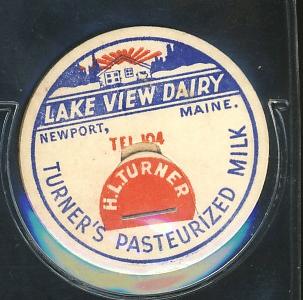 LAKE VIEW DAIRY
NEWPORT, MAINE.
TEL 104
H.L. TURNER
TURNER'S PASTEURIZED MILK